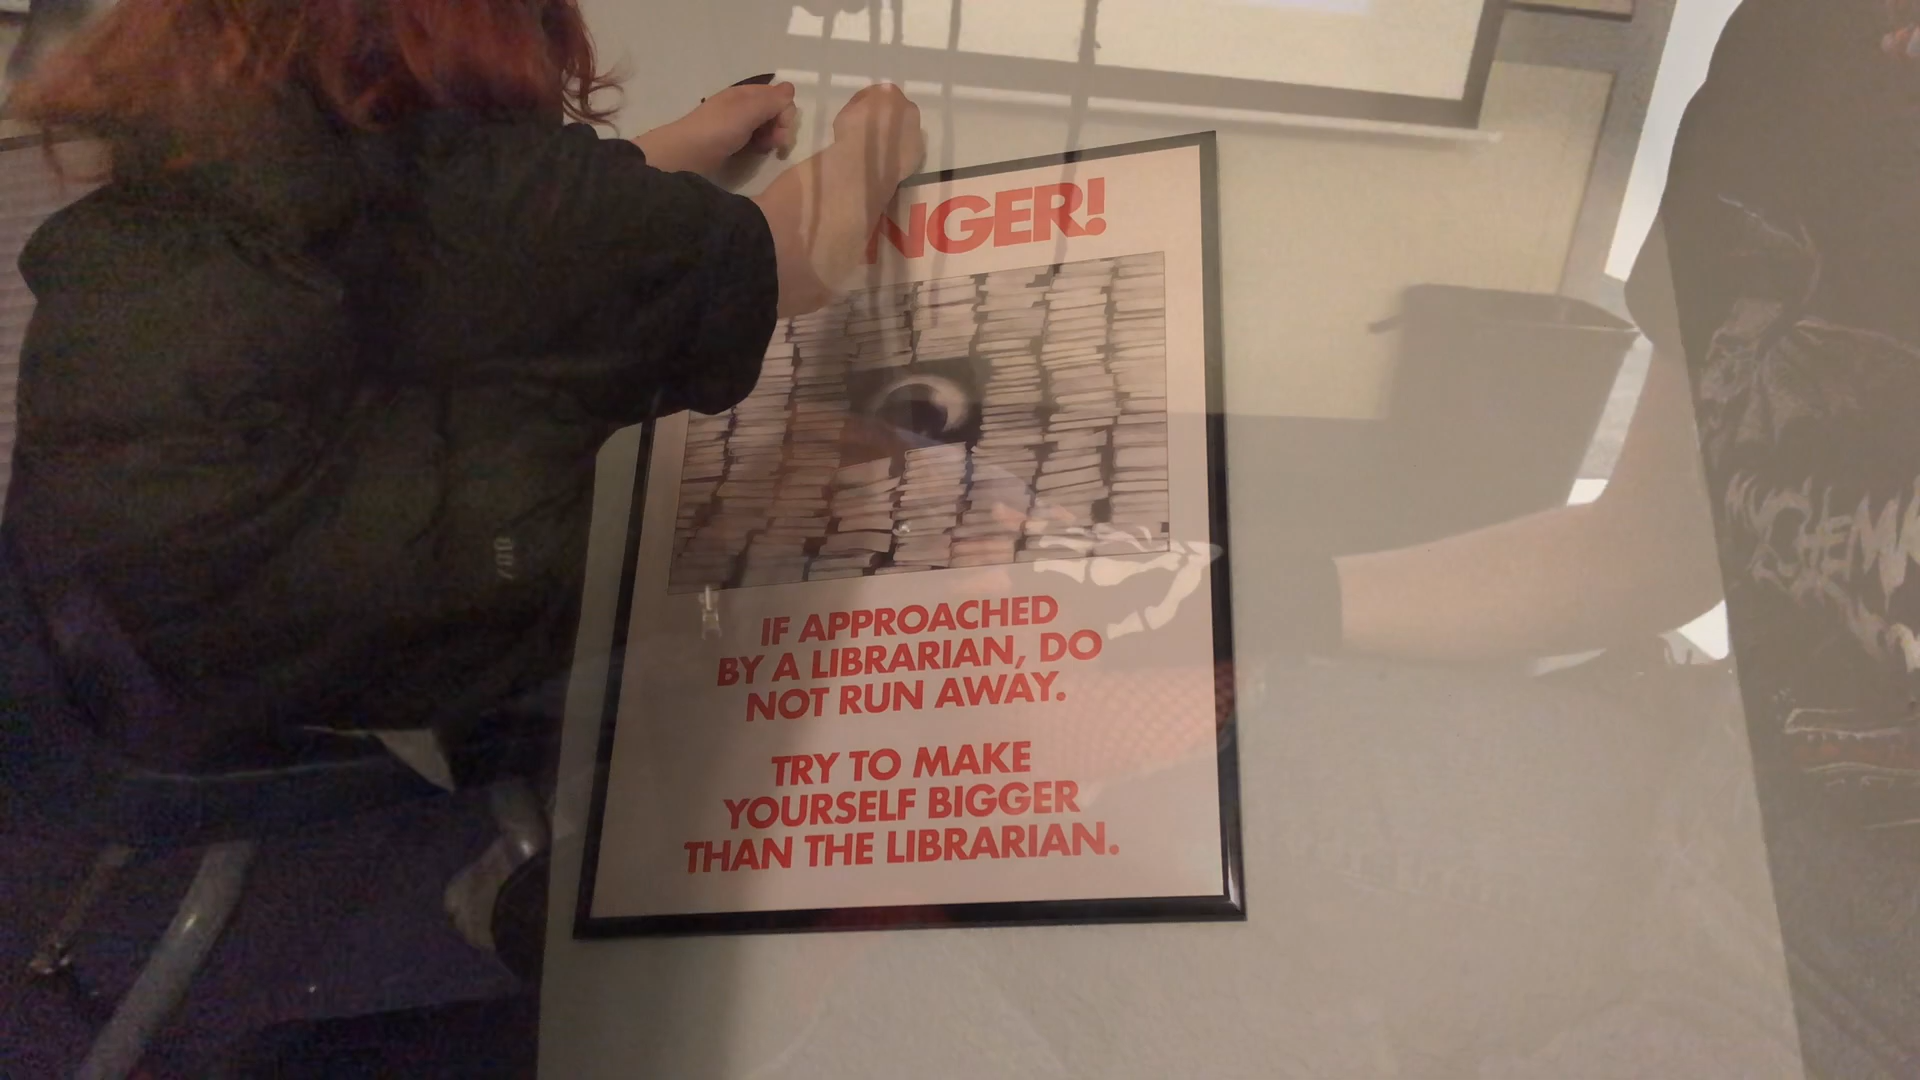 NGER!
IF APPROACHED
BY A LIBRARIAN, DO
NOT RUN AWAY.
TRY TO MAKE
YOURSELF BIGGER
THAN THE LIBRARIAN.